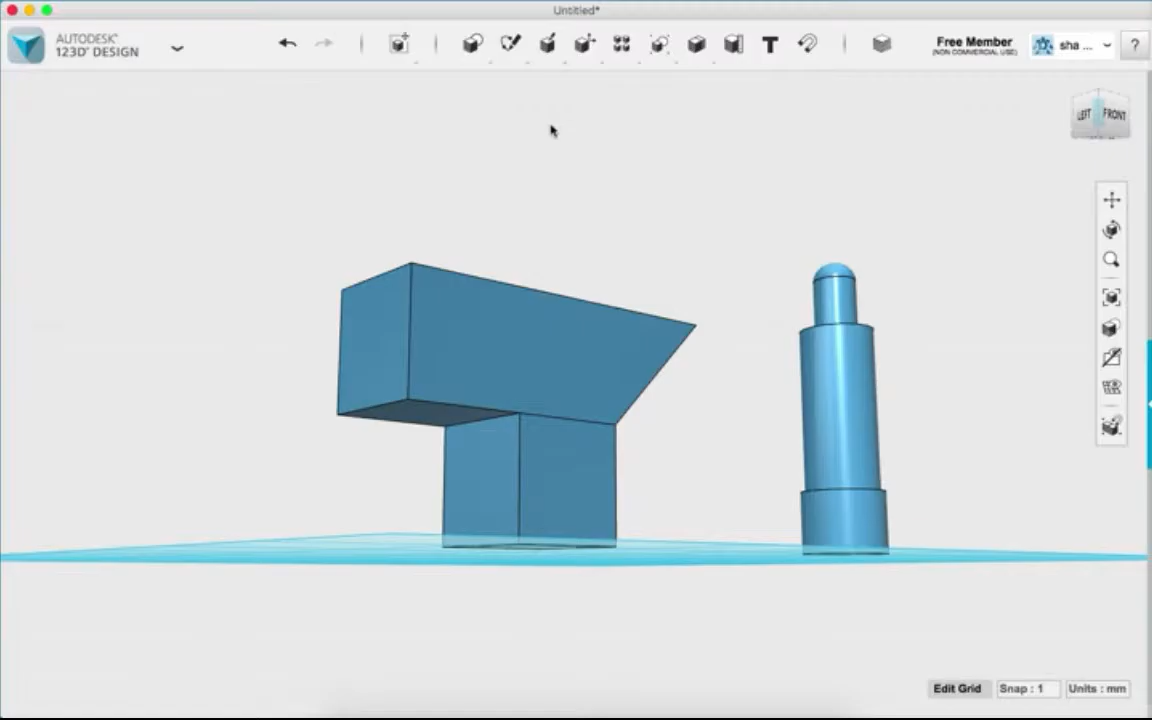 Untitled*
AUTODESK®
123D® DESIGN
T
Free Member
(NON COMMERCIAL USE)
sha ...
?
LEFT
FRONT
Edit Grid
Snap : 1
Units : mm